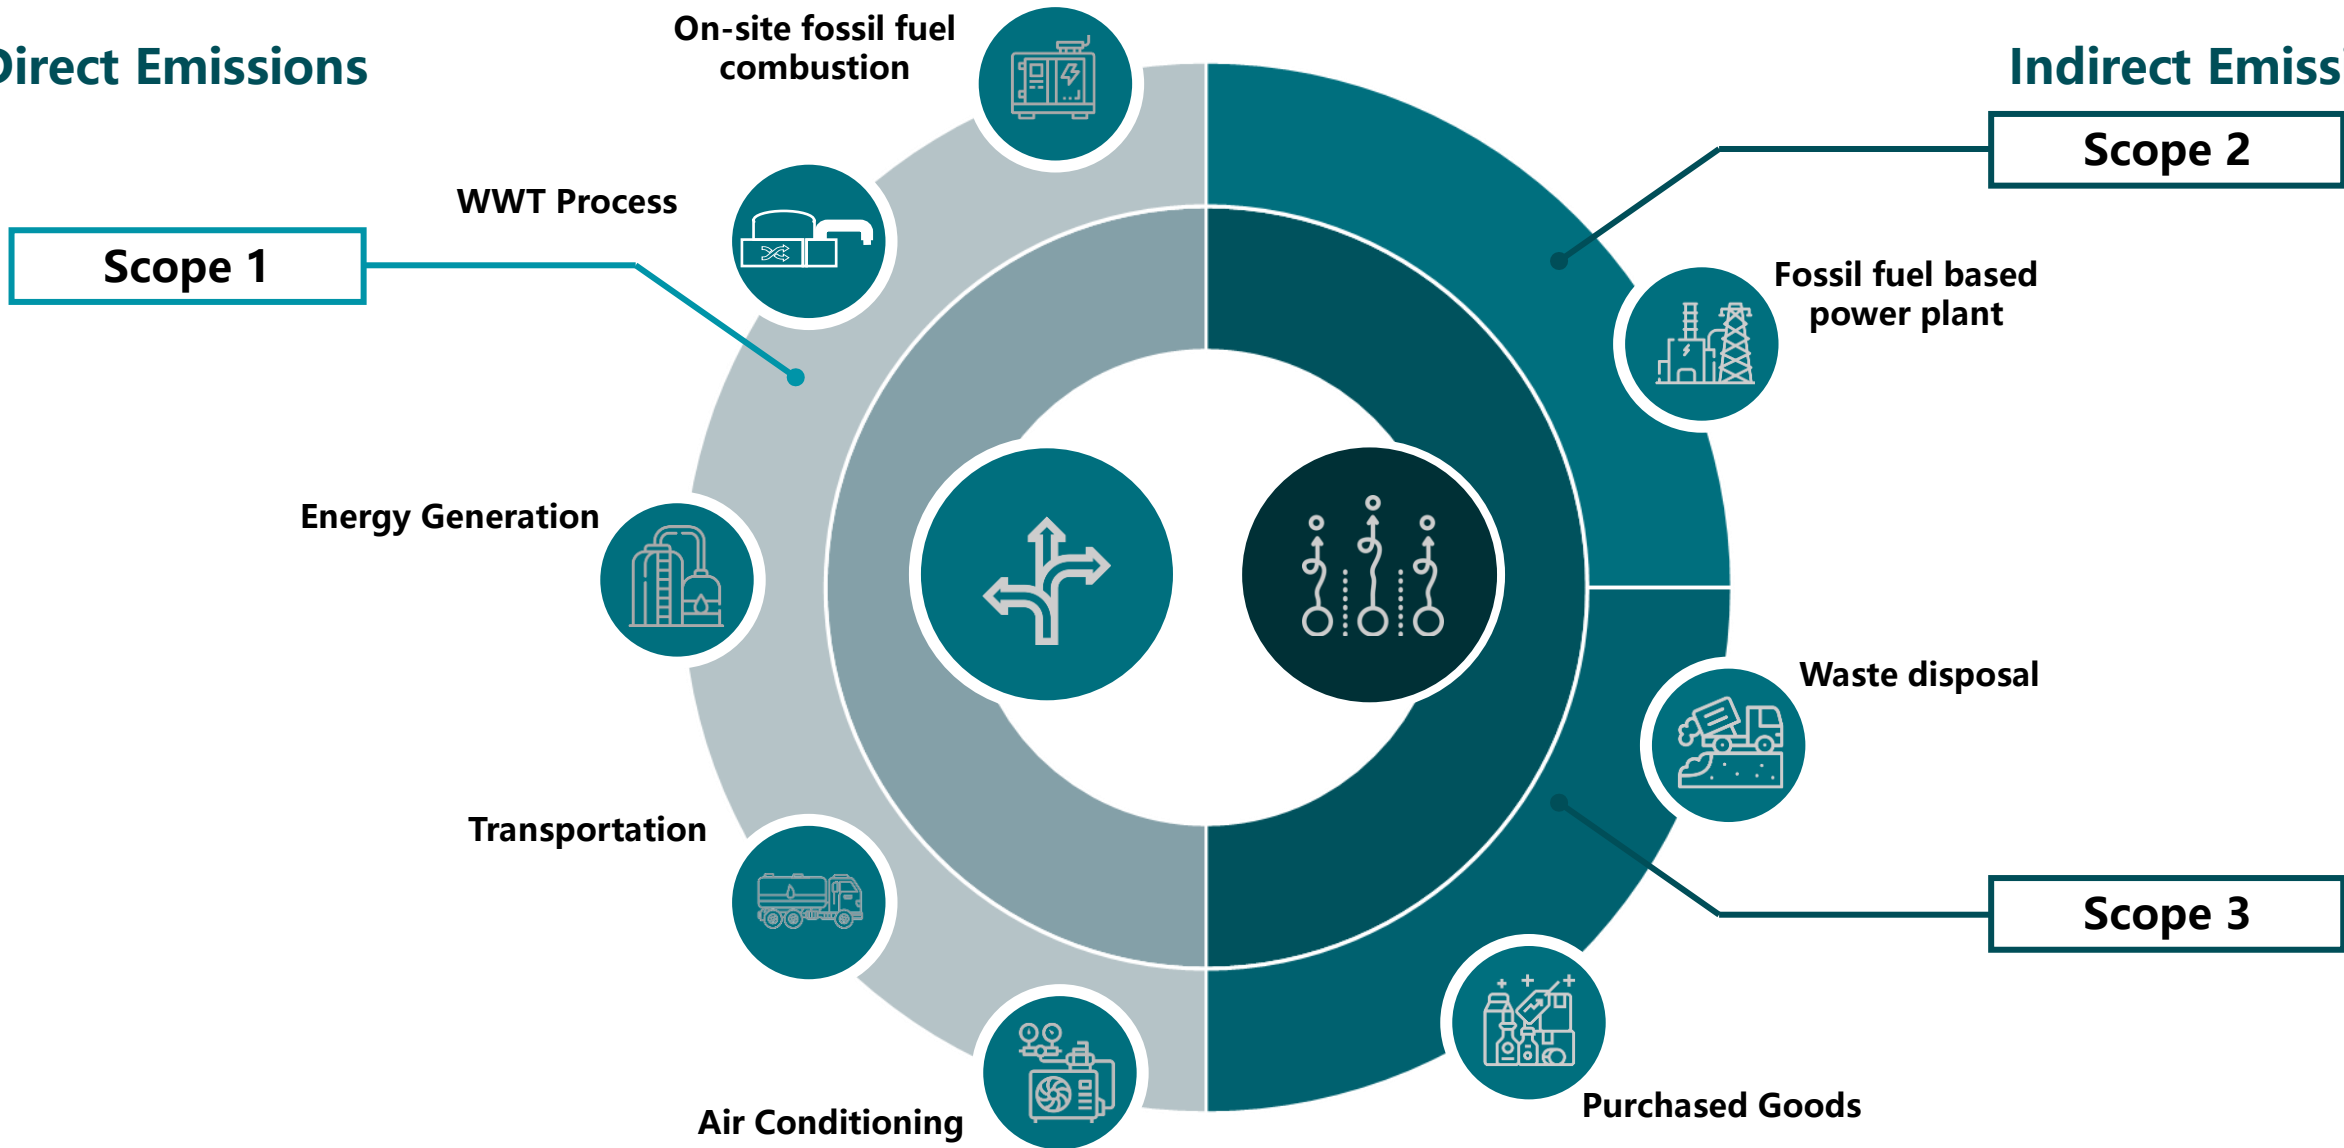 Direct Emissions
On-site fossil fuel
combustion
Indirect Emissi
Scope 2
WWT Process
Scope 1
Fossil fuel based
power plant
Energy Generation
Waste disposal
Transportation
Scope 3
Purchased Goods
Air Conditioning